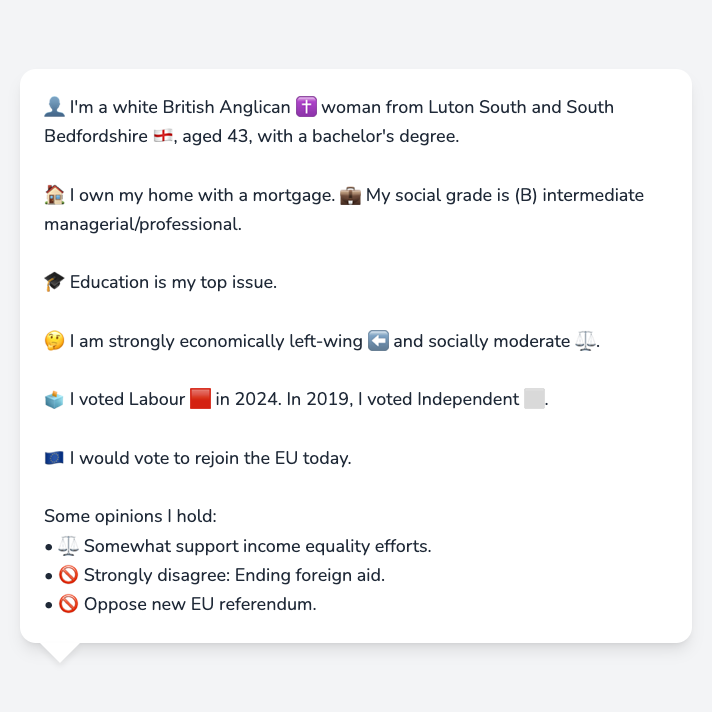 👤 I'm a white British Anglican ✝️ woman from Luton South and South
Bedfordshire 🏴󠁧󠁢󠁥󠁮󠁧󠁿, aged 43, with a bachelor's degree.
🏠 I own my home with a mortgage. 💼 My social grade is (B) intermediate
managerial/professional.
🎓 Education is my top issue.
🤔 I am strongly economically left-wing ⬅️ and socially moderate ⚖️.
🗳️ I voted Labour 🟥 in 2024. In 2019, I voted Independent ⬜.
🇪🇺 I would vote to rejoin the EU today.
Some opinions I hold:
• ⚖️ Somewhat support income equality efforts.
• 🚫 Strongly disagree: Ending foreign aid.
• 🚫 Oppose new EU referendum.